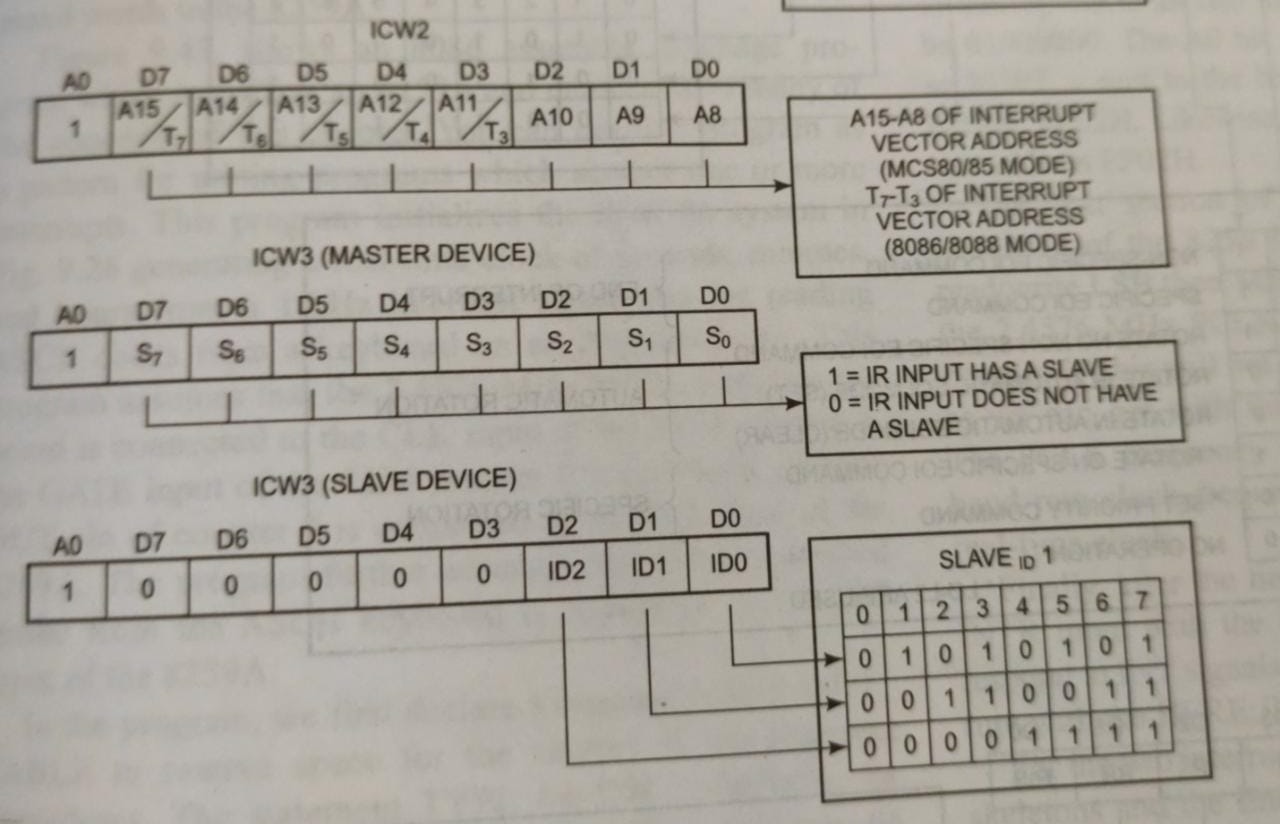 ICW2
A0 D7 D6 D5 D4 D3 D2 D1 D0
1 A15/T7 A14/T6 A13/T5 A12/T4 A11/T3 A10 A9 A8
A15-A8 OF INTERRUPT
VECTOR ADDRESS
(MCS80/85 MODE)
T7-T3 OF INTERRUPT
VECTOR ADDRESS
(8086/8088 MODE)
ICW3 (MASTER DEVICE)
A0 D7 D6 D5 D4 D3 D2 D1 D0
1 S7 S6 S5 S4 S3 S2 S1 S0
1 = IR INPUT HAS A SLAVE
0 = IR INPUT DOES NOT HAVE
A SLAVE
ICW3 (SLAVE DEVICE)
A0 D7 D6 D5 D4 D3 D2 D1 D0
1 0 0 0 0 0 ID2 ID1 ID0
SLAVE ID 1
0 1 2 3 4 5 6 7
0 1 0 1 0 1 0 1
0 0 1 1 0 0 1 1
0 0 0 0 1 1 1 1